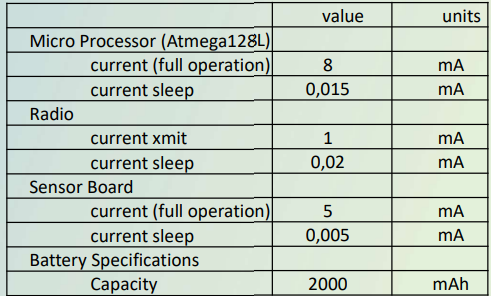 value units
Micro Processor (Atmega128L)
current (full operation) 8 mA
current sleep 0,015 mA
Radio
current xmit 1 mA
current sleep 0,02 mA
Sensor Board
current (full operation) 5 mA
current sleep 0,005 mA
Battery Specifications
Capacity 2000 mAh